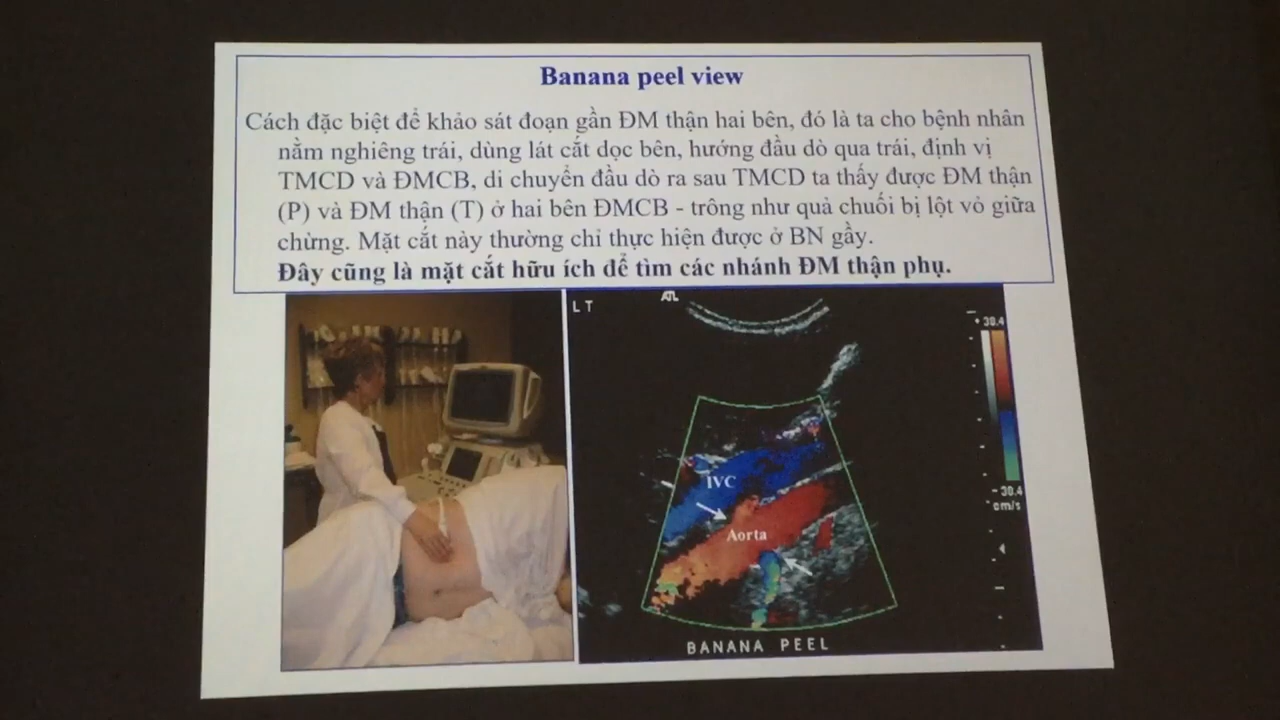 Banana peel view
Cách đặc biệt để khảo sát đoạn gần ĐM thận hai bên, đó là ta cho bệnh nhân
nằm nghiêng trái, dùng lát cắt dọc bên, hướng đầu dò qua trái, định vị
TMCD và ĐMCB, di chuyển đầu dò ra sau TMCD ta thấy được ĐM thận
(P) và ĐM thận (T) ở hai bên ĐMCB - trông như quả chuối bị lột vỏ giữa
chừng. Mặt cắt này thường chỉ thực hiện được ở BN gầy.
Đây cũng là mặt cắt hữu ích để tìm các nhánh ĐM thận phụ.
LT
ATL
+ 30.4
IVC
- 30.4
cm/s
Aorta
BANANA PEEL